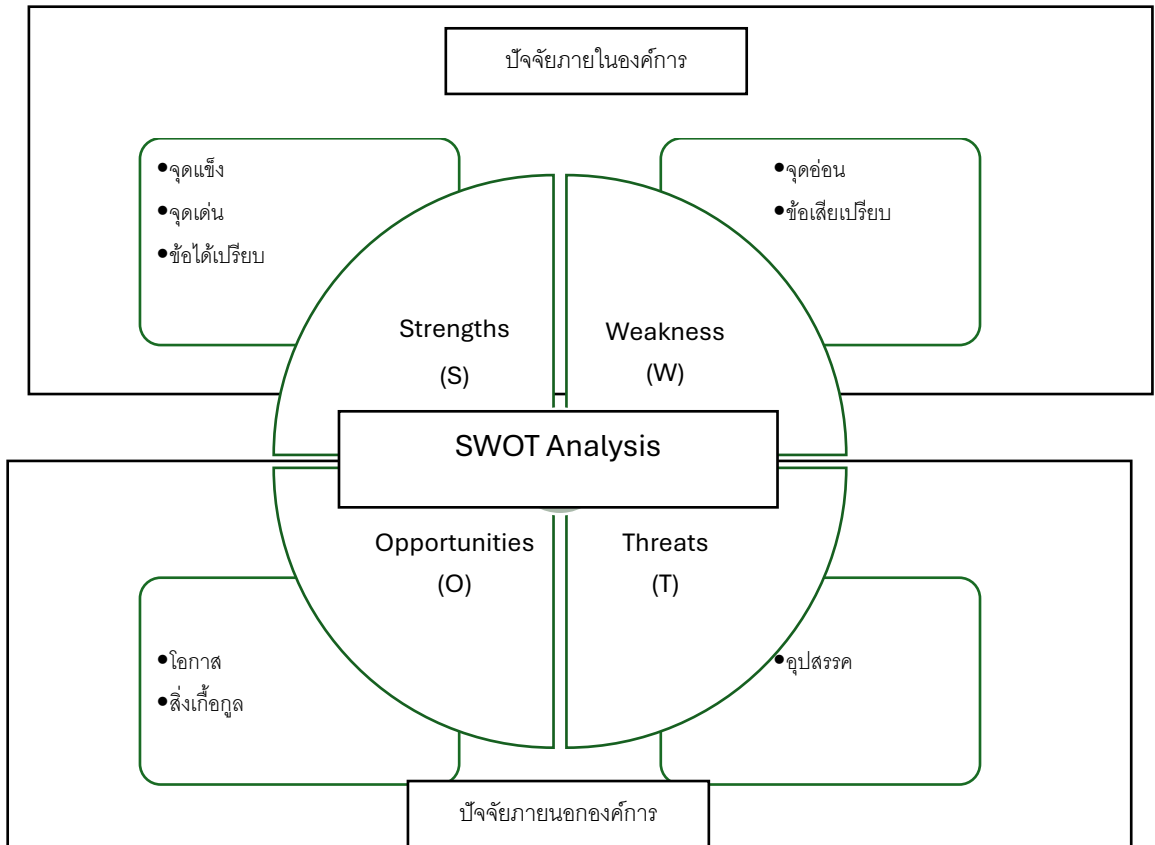 ปัจจัยภายในองค์การ
•จุดแข็ง
•จุดเด่น
•ข้อได้เปรียบ
•จุดอ่อน
•ข้อเสียเปรียบ
Strengths
(S)
Weakness
(W)
SWOT Analysis
Opportunities
(O)
Threats
(T)
•โอกาส
•สิ่งเกื้อกูล
•อุปสรรค
ปัจจัยภายนอกองค์การ